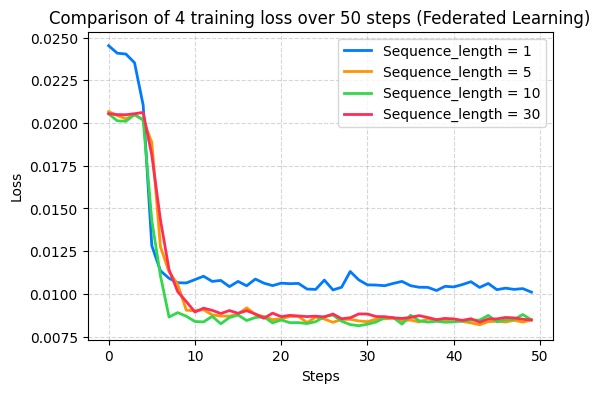 Comparison of 4 training loss over 50 steps (Federated Learning)
0.0250
0.0225
0.0200
0.0175
0.0150
0.0125
0.0100
0.0075
Loss
Sequence_length = 1
Sequence_length = 5
Sequence_length = 10
Sequence_length = 30
0 10 20 30 40 50
Steps